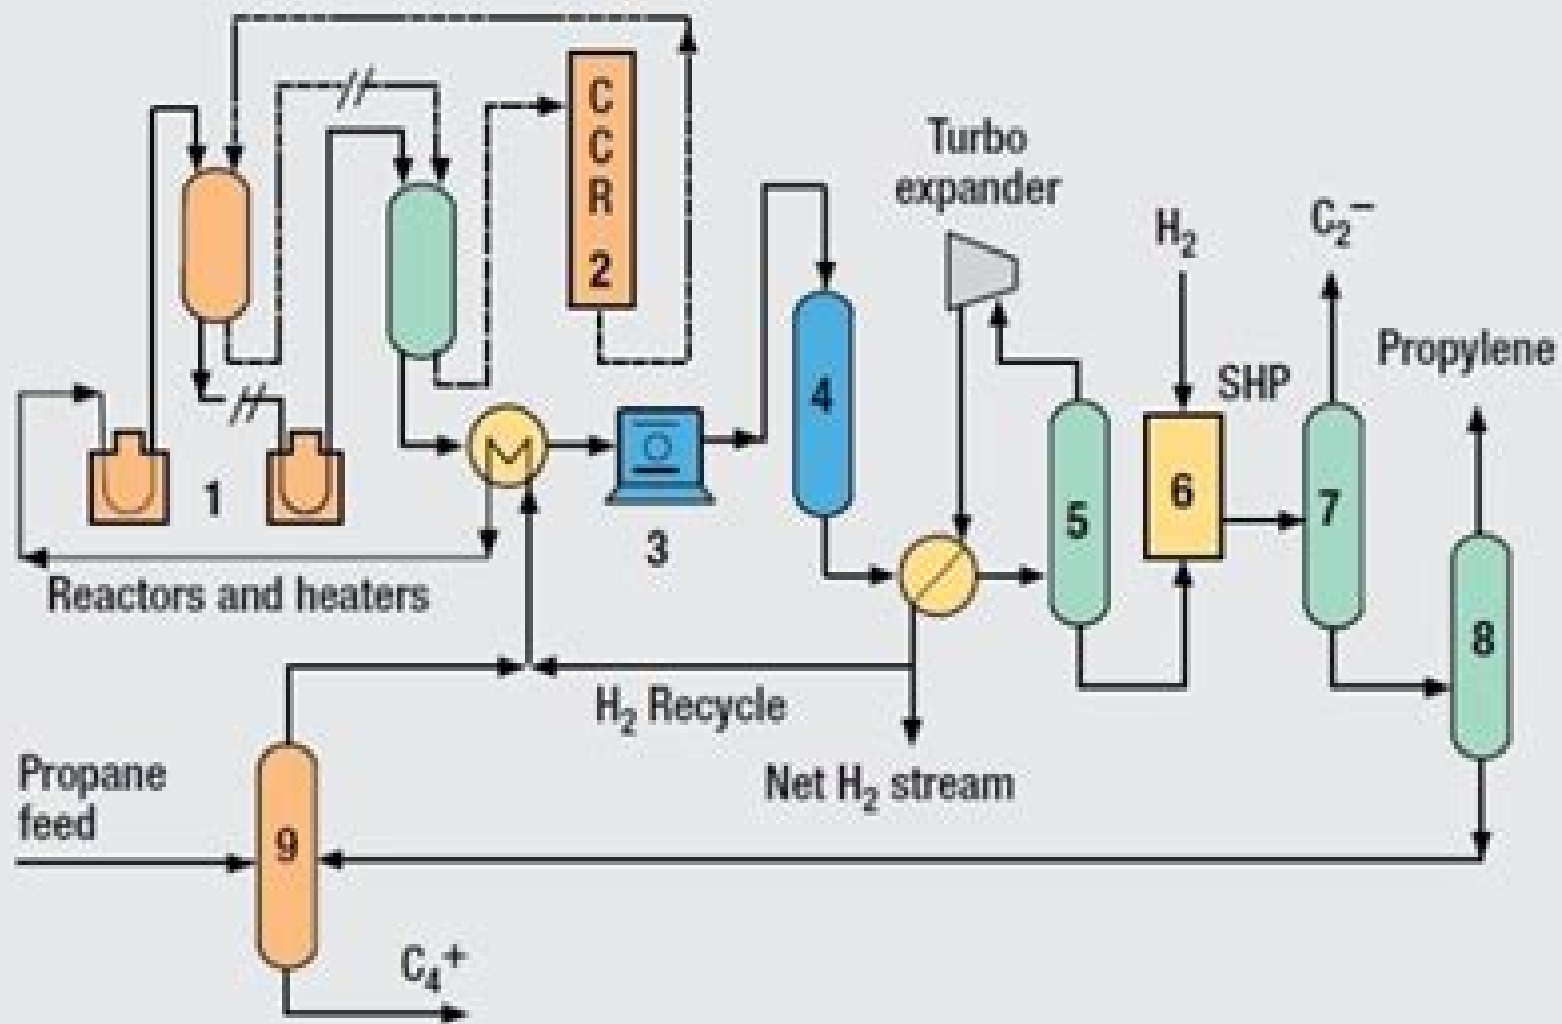 C
C
R
2
Turbo
expander
H₂
C₂⁻
SHP
Propylene
1
3
4
5
6
7
8
Reactors and heaters
H₂ Recycle
Net H₂ stream
Propane
feed
9
C₄⁺